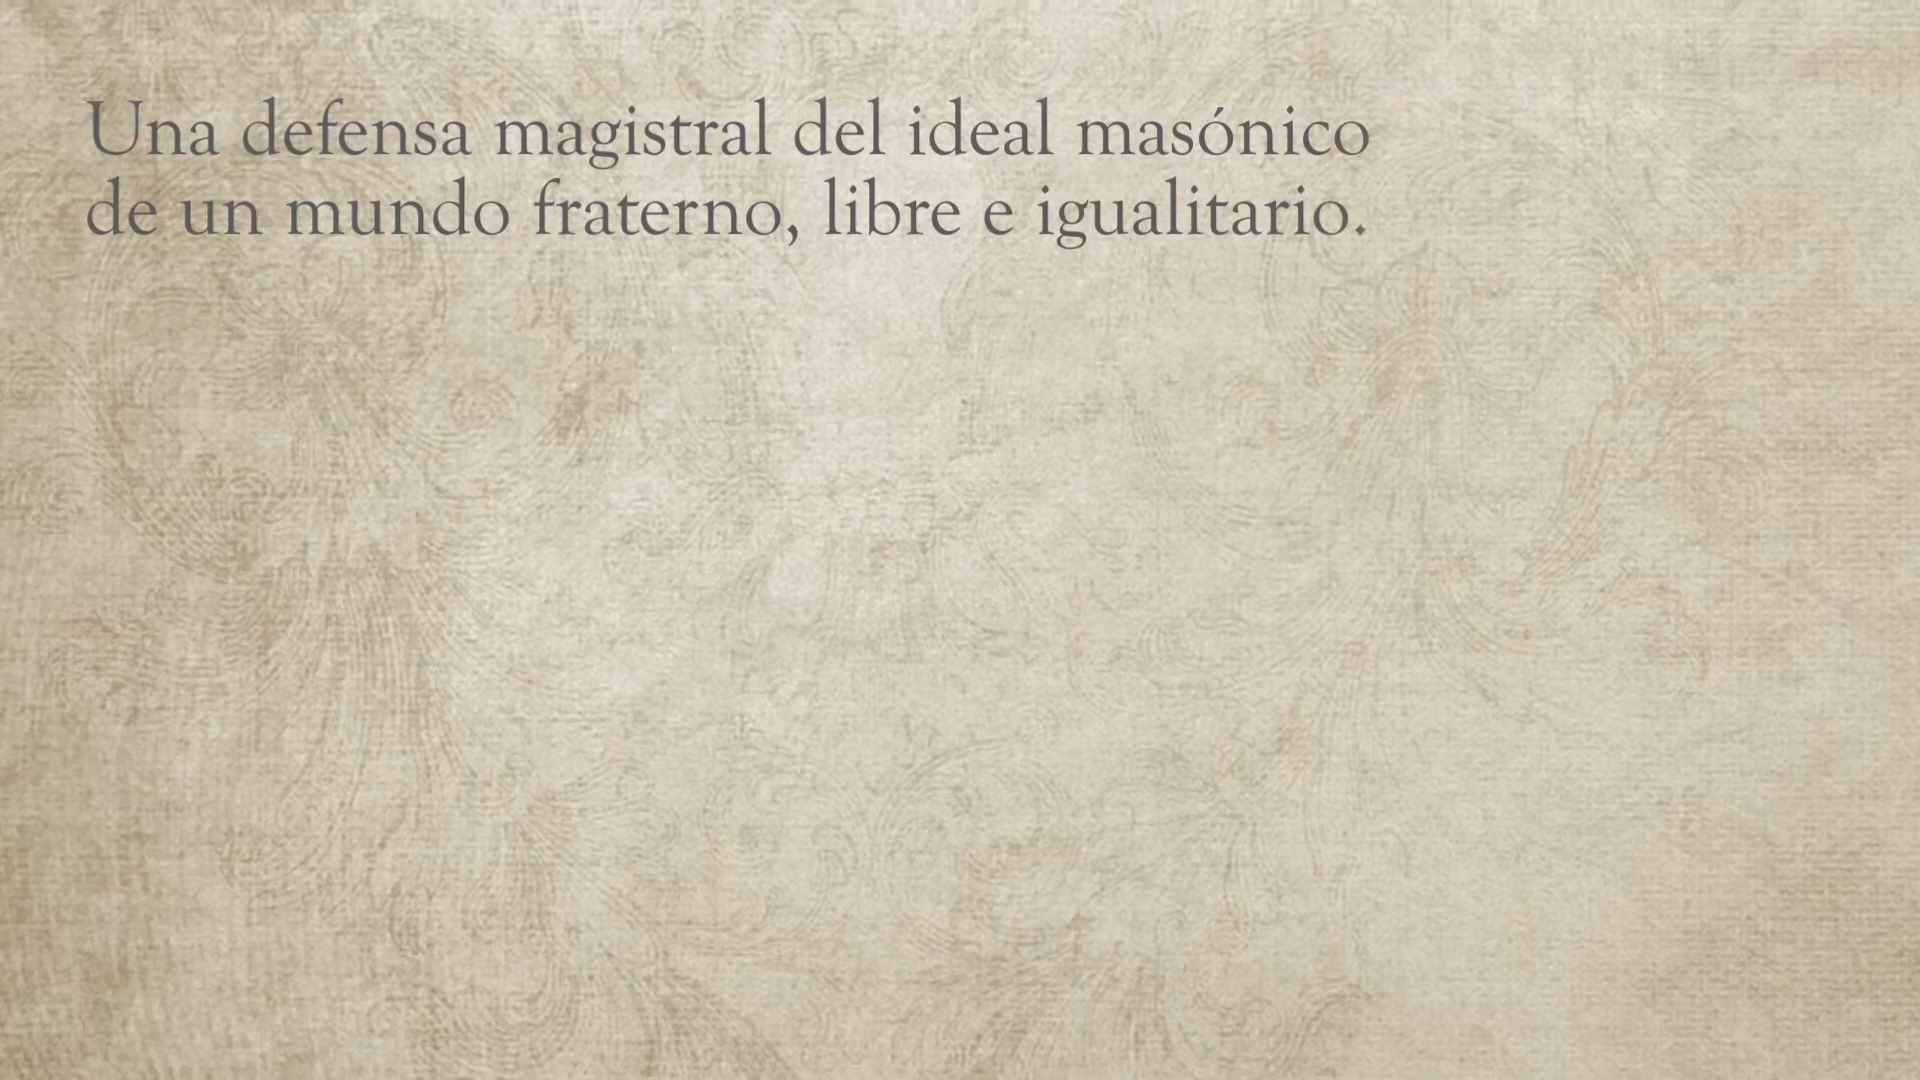 Una defensa magistral del ideal masónico
de un mundo fraterno, libre e igualitario.